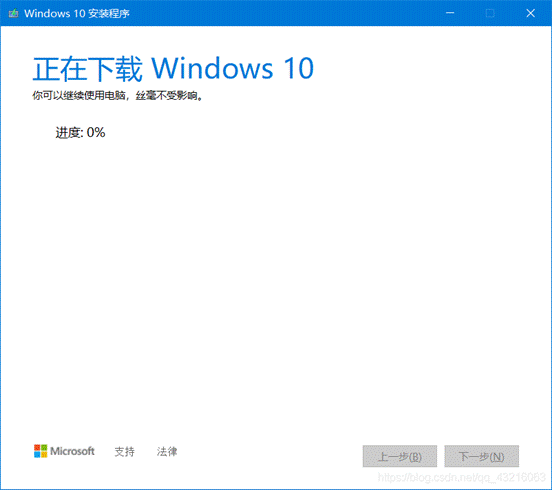 Windows 10 安装程序
正在下载 Windows 10
你可以继续使用电脑，丝毫不受影响。
进度: 0%
Microsoft 支持 法律 上一步(B) 下一步(N)
https://blog.csdn.net/qq_43216063